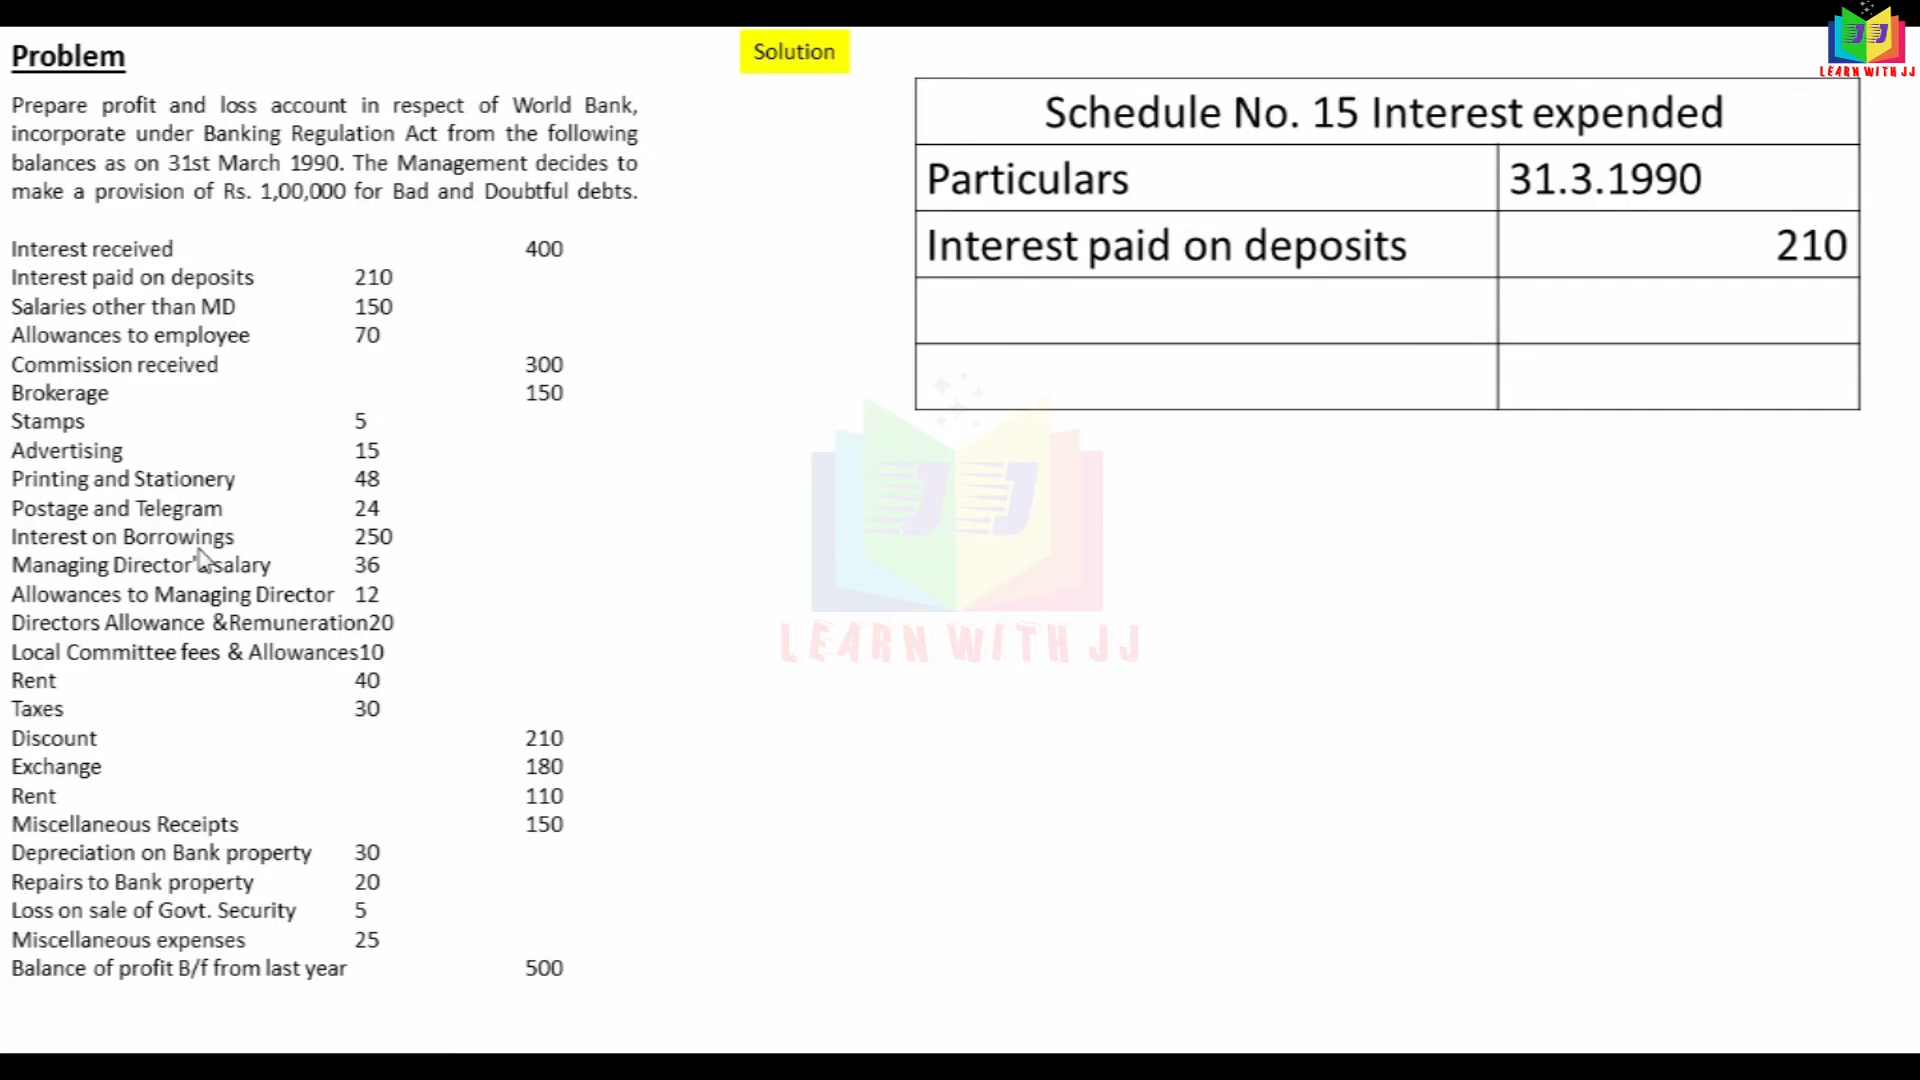 LEARN WITH JJ
Problem
Solution
Prepare profit and loss account in respect of World Bank,
incorporate under Banking Regulation Act from the following
balances as on 31st March 1990. The Management decides to
make a provision of Rs. 1,00,000 for Bad and Doubtful debts.
Interest received 400
Interest paid on deposits 210
Salaries other than MD 150
Allowances to employee 70
Commission received 300
Brokerage 150
Stamps 5
Advertising 15
Printing and Stationery 48
Postage and Telegram 24
Interest on Borrowings 250
Managing Director's salary 36
Allowances to Managing Director 12
Directors Allowance &Remuneration20
Local Committee fees & Allowances10
Rent 40
Taxes 30
Discount 210
Exchange 180
Rent 110
Miscellaneous Receipts 150
Depreciation on Bank property 30
Repairs to Bank property 20
Loss on sale of Govt. Security 5
Miscellaneous expenses 25
Balance of profit B/f from last year 500
Schedule No. 15 Interest expended
Particulars 31.3.1990
Interest paid on deposits 210
JJ
LEARN WITH JJ